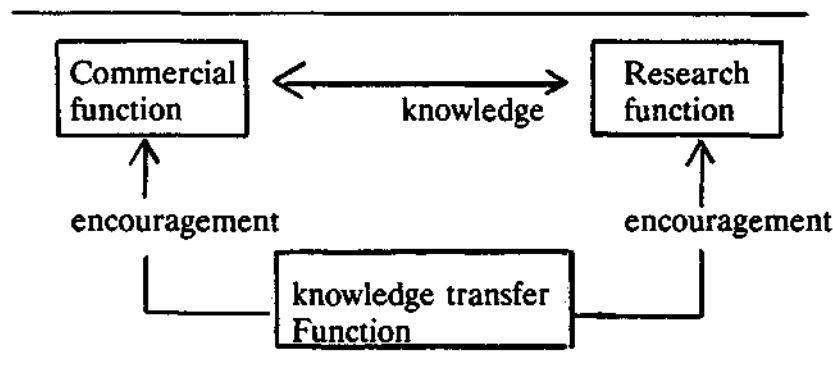 Commercial
function
knowledge
Research
function
encouragement
encouragement
knowledge transfer
Function